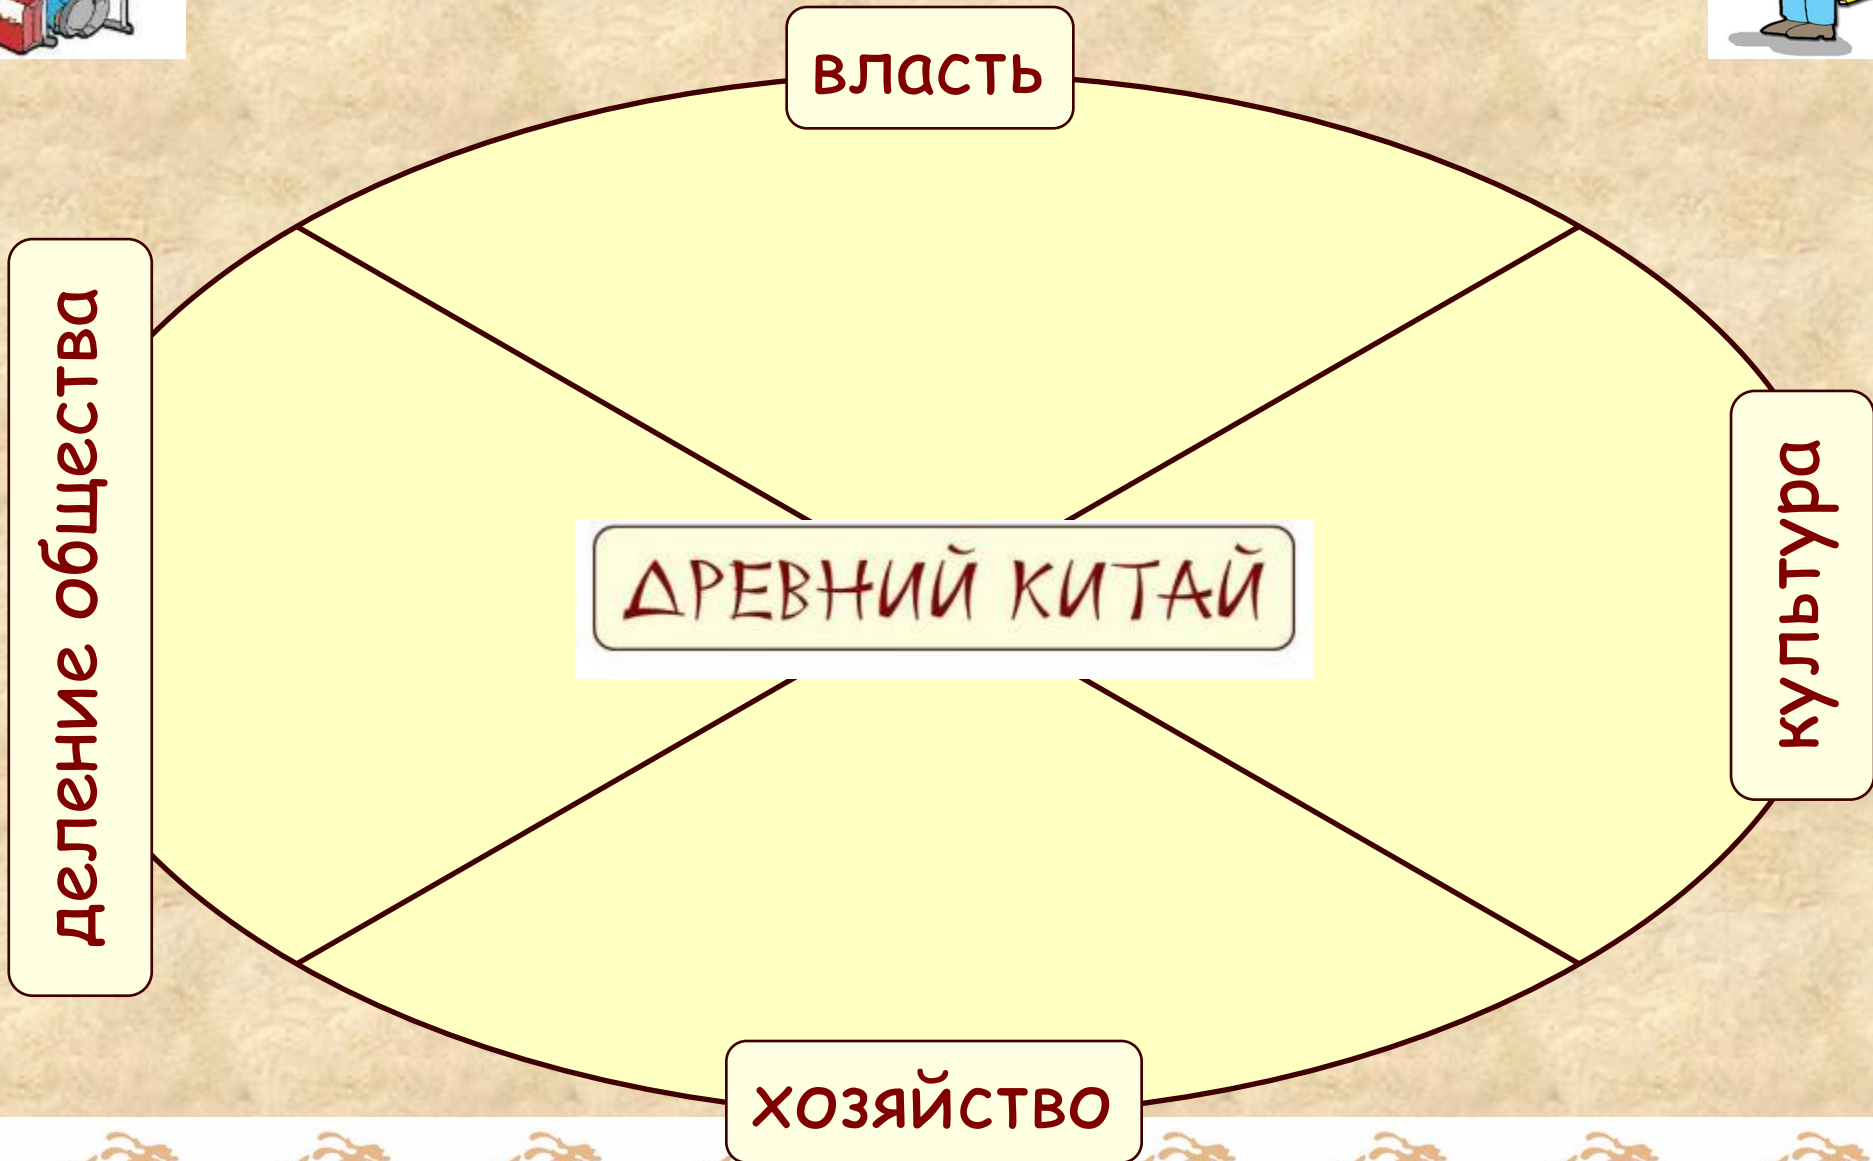 власть
деление общества
ДРЕВНИЙ КИТАЙ
культура
хозяйство